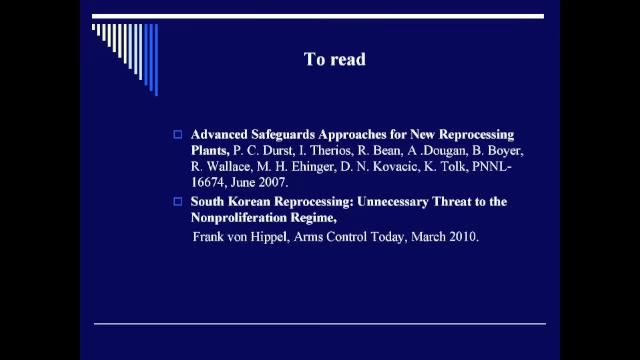 To read
Advanced Safeguards Approaches for New Reprocessing
Plants, P. C. Durst, I. Therios, R. Bean, A .Dougan, B. Boyer,
R. Wallace, M. H. Ehinger, D. N. Kovacic, K. Tolk, PNNL-
16674, June 2007.
South Korean Reprocessing: Unnecessary Threat to the
Nonproliferation Regime,
Frank von Hippel, Arms Control Today, March 2010.